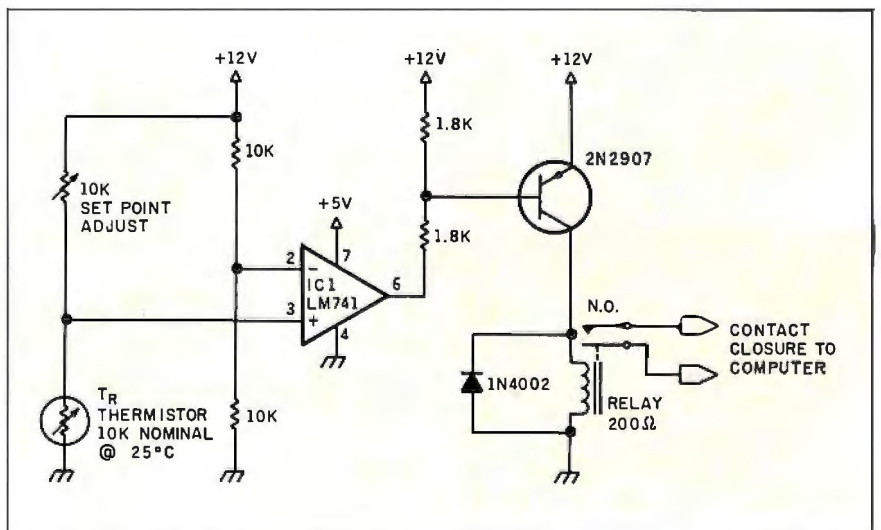 +12V
+12V
+12V
10K
SET POINT
ADJUST
10K
1.8K
2N2907
+5V
1.8K
2
7
6
IC1
LM741
3
4
N.O.
CONTACT
CLOSURE TO
COMPUTER
1N4002
RELAY
200Ω
TR
THERMISTOR
10K NOMINAL
@ 25°C
10K